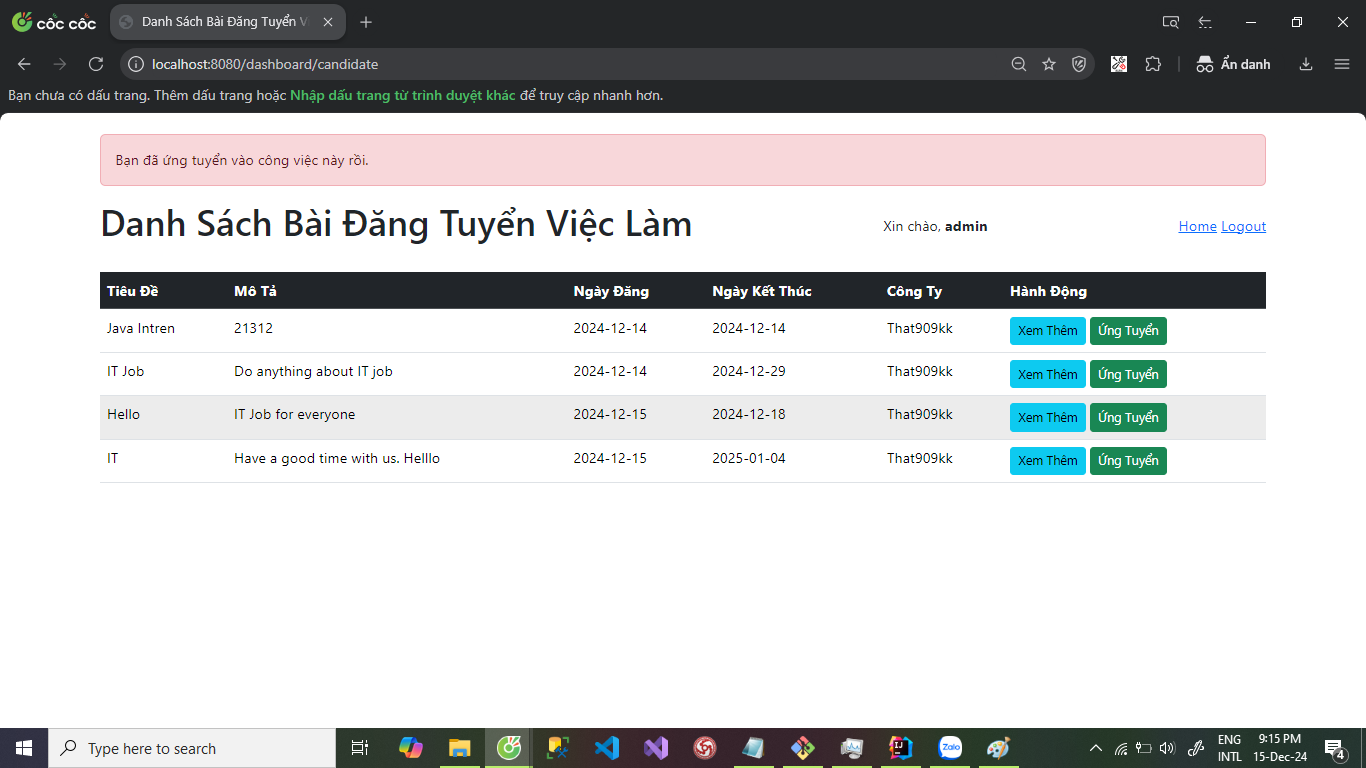 cốc cốc
Danh Sách Bài Đăng Tuyển V
localhost:8080/dashboard/candidate
Ẩn danh
Bạn chưa có dấu trang. Thêm dấu trang hoặc Nhập dấu trang từ trình duyệt khác để truy cập nhanh hơn.
Bạn đã ứng tuyển vào công việc này rồi.
Danh Sách Bài Đăng Tuyển Việc Làm Xin chào, admin Home Logout
Tiêu Đề Mô Tả Ngày Đăng Ngày Kết Thúc Công Ty Hành Động
Java Intren 21312 2024-12-14 2024-12-14 That909kk Xem Thêm Ứng Tuyển
IT Job Do anything about IT job 2024-12-14 2024-12-29 That909kk Xem Thêm Ứng Tuyển
Hello IT Job for everyone 2024-12-15 2024-12-18 That909kk Xem Thêm Ứng Tuyển
IT Have a good time with us. Helllo 2024-12-15 2025-01-04 That909kk Xem Thêm Ứng Tuyển
Type here to search
Zalo
ENG
INTL
9:15 PM
15-Dec-24
4